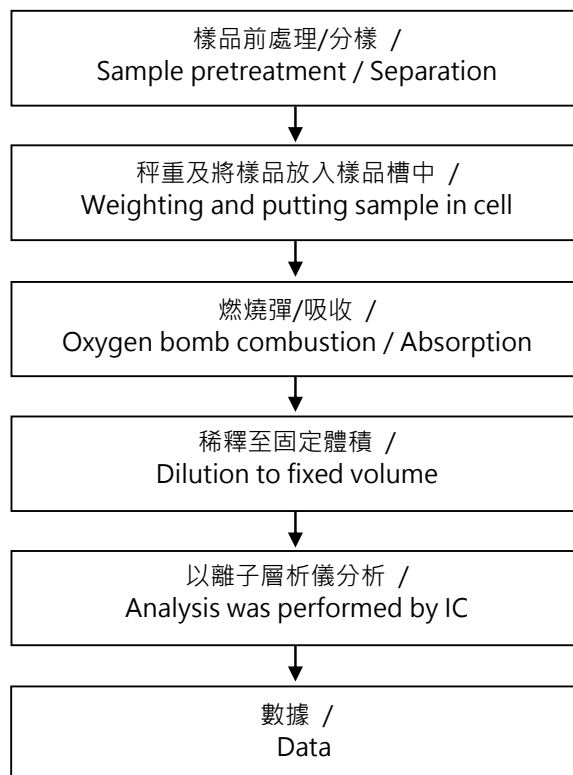 樣品前處理/分樣 /
Sample pretreatment / Separation
秤重及將樣品放入樣品槽中 /
Weighting and putting sample in cell
燃燒彈/吸收 /
Oxygen bomb combustion / Absorption
稀釋至固定體積 /
Dilution to fixed volume
以離子層析儀分析 /
Analysis was performed by IC
數據 /
Data